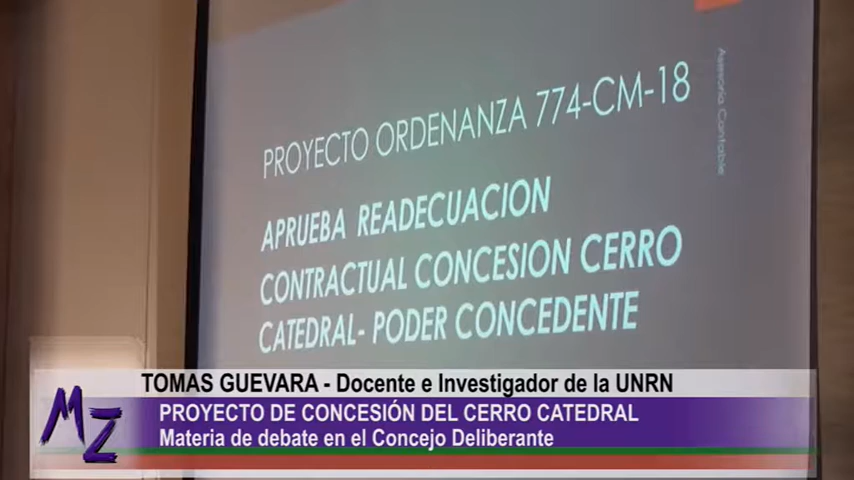 PROYECTO ORDENANZA 774-CM-18
APRUEBA READECUACION
CONTRACTUAL CONCESION CERRO
CATEDRAL- PODER CONCEDENTE
Asesoría Contable
TOMAS GUEVARA - Docente e Investigador de la UNRN
MZ
PROYECTO DE CONCESIÓN DEL CERRO CATEDRAL
Materia de debate en el Concejo Deliberante